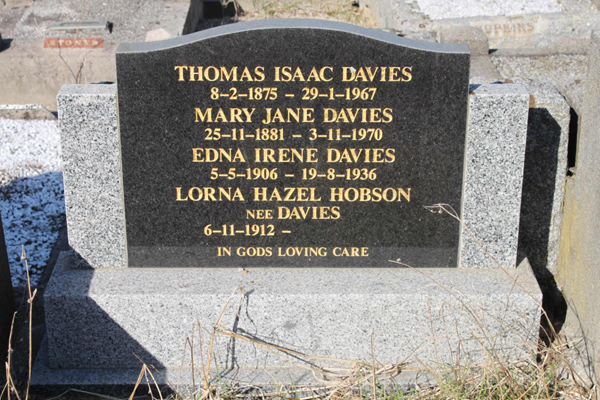 THOMAS ISAAC DAVIES
8-2-1875 - 29-1-1967
MARY JANE DAVIES
25-11-1881 - 3-11-1970
EDNA IRENE DAVIES
5-5-1906 - 19-8-1936
LORNA HAZEL HOBSON
NEE DAVIES
6-11-1912 -
IN GODS LOVING CARE